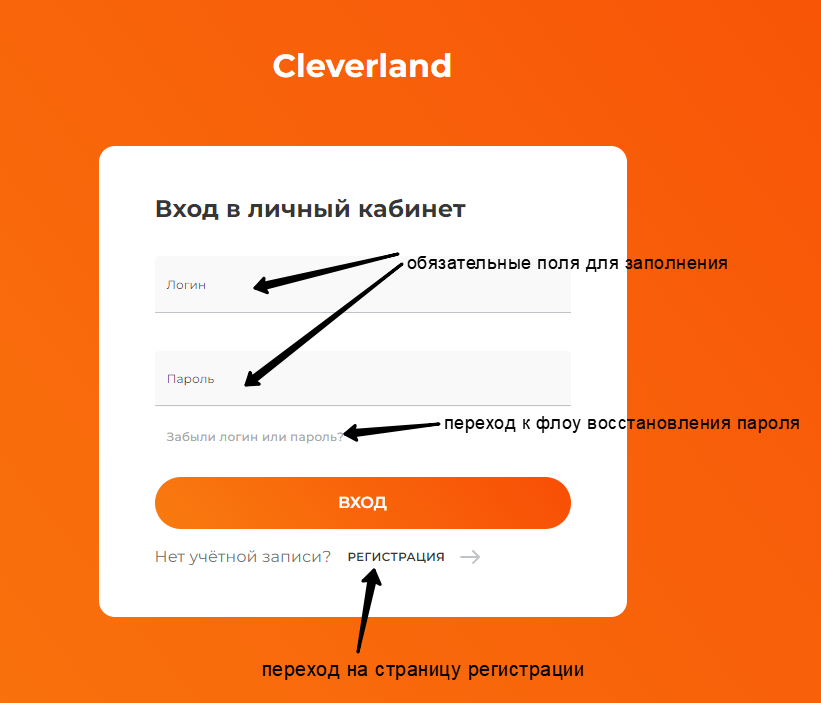 Cleverland
Вход в личный кабинет
обязательные поля для заполнения
Логин
Пароль
переход к флоу восстановления пароля
Забыли логин или пароль?
ВХОД
Нет учётной записи? РЕГИСТРАЦИЯ
переход на страницу регистрации